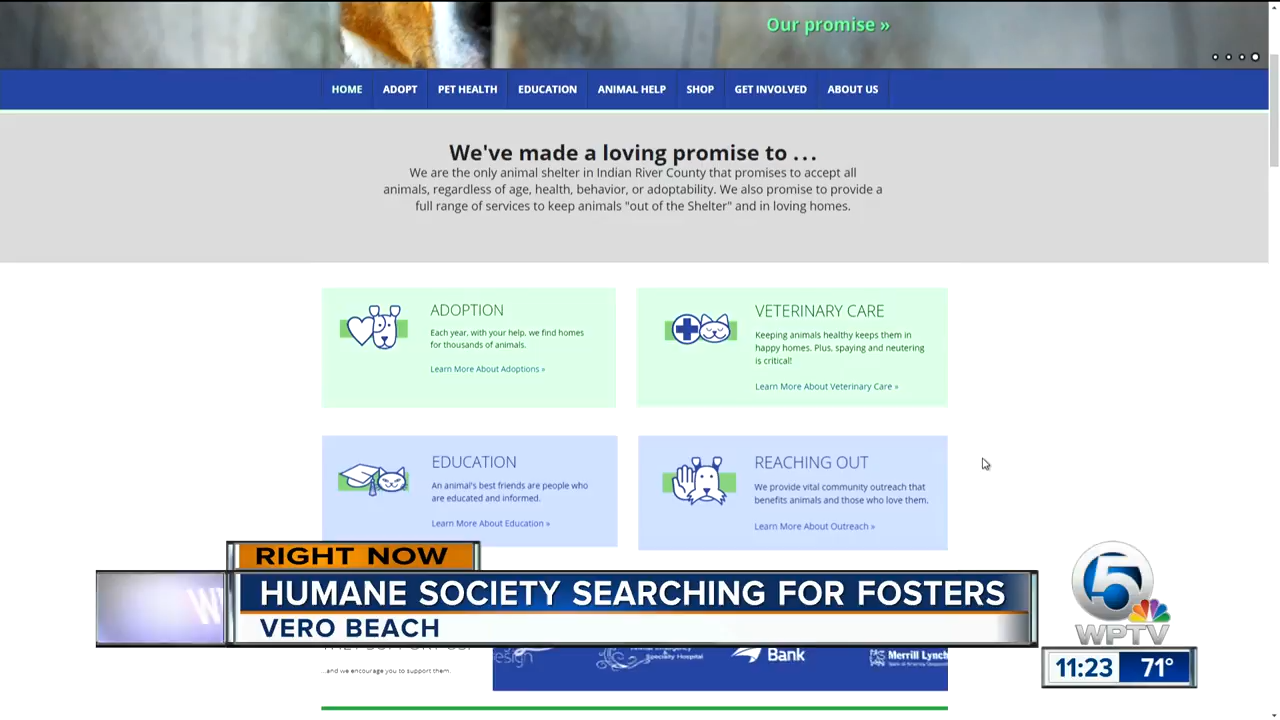 Our promise »
HOME ADOPT PET HEALTH EDUCATION ANIMAL HELP SHOP GET INVOLVED ABOUT US
We've made a loving promise to . . .
We are the only animal shelter in Indian River County that promises to accept all
animals, regardless of age, health, behavior, or adoptability. We also promise to provide a
full range of services to keep animals "out of the Shelter" and in loving homes.
ADOPTION
Each year, with your help, we find homes
for thousands of animals.
Learn More About Adoptions »
VETERINARY CARE
Keeping animals healthy keeps them in
happy homes. Plus, spaying and neutering
is critical!
Learn More About Veterinary Care »
EDUCATION
An animal's best friends are people who
are educated and informed.
Learn More About Education »
REACHING OUT
We provide vital community outreach that
benefits animals and those who love them.
Learn More About Outreach »
RIGHT NOW
HUMANE SOCIETY SEARCHING FOR FOSTERS
VERO BEACH
5
WPTV
11:23 71°
...and we encourage you to support them.
esign
Specialty Hospital
Bank
Merrill Lynch